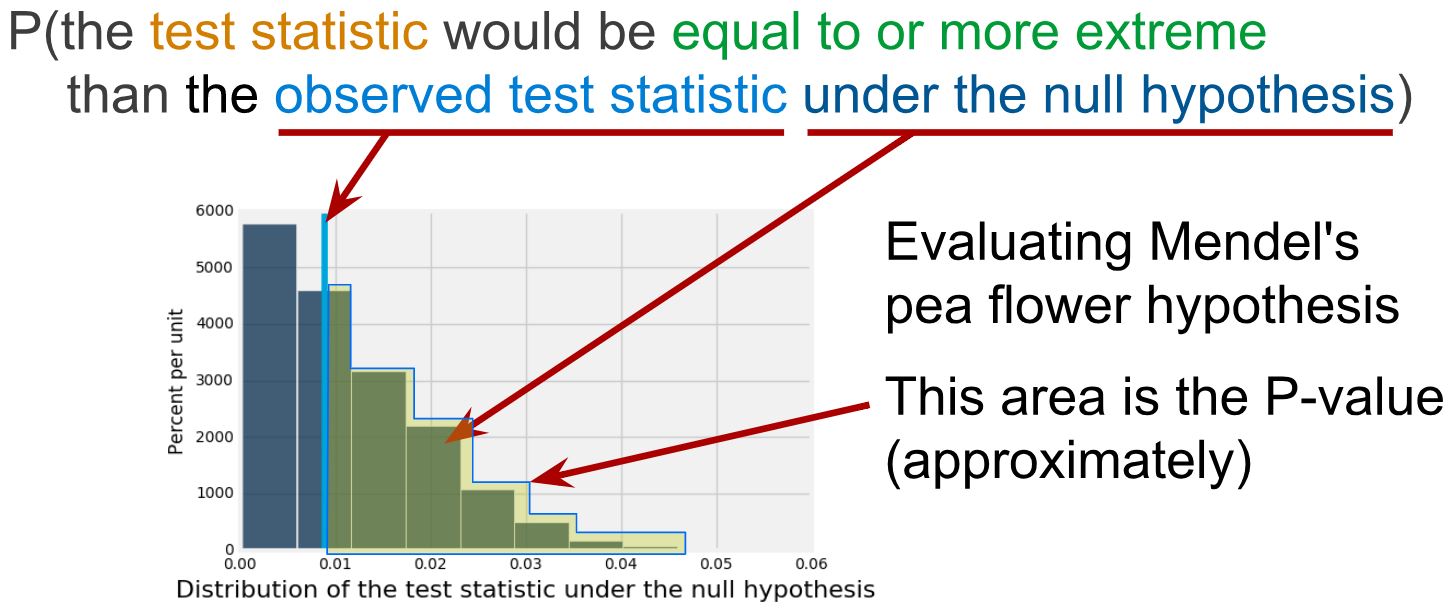 P(the test statistic would be equal to or more extreme
than the observed test statistic under the null hypothesis)
Evaluating Mendel's
pea flower hypothesis
This area is the P-value
(approximately)
Percent per unit
6000
5000
4000
3000
2000
1000
0
0.00 0.01 0.02 0.03 0.04 0.05 0.06
Distribution of the test statistic under the null hypothesis